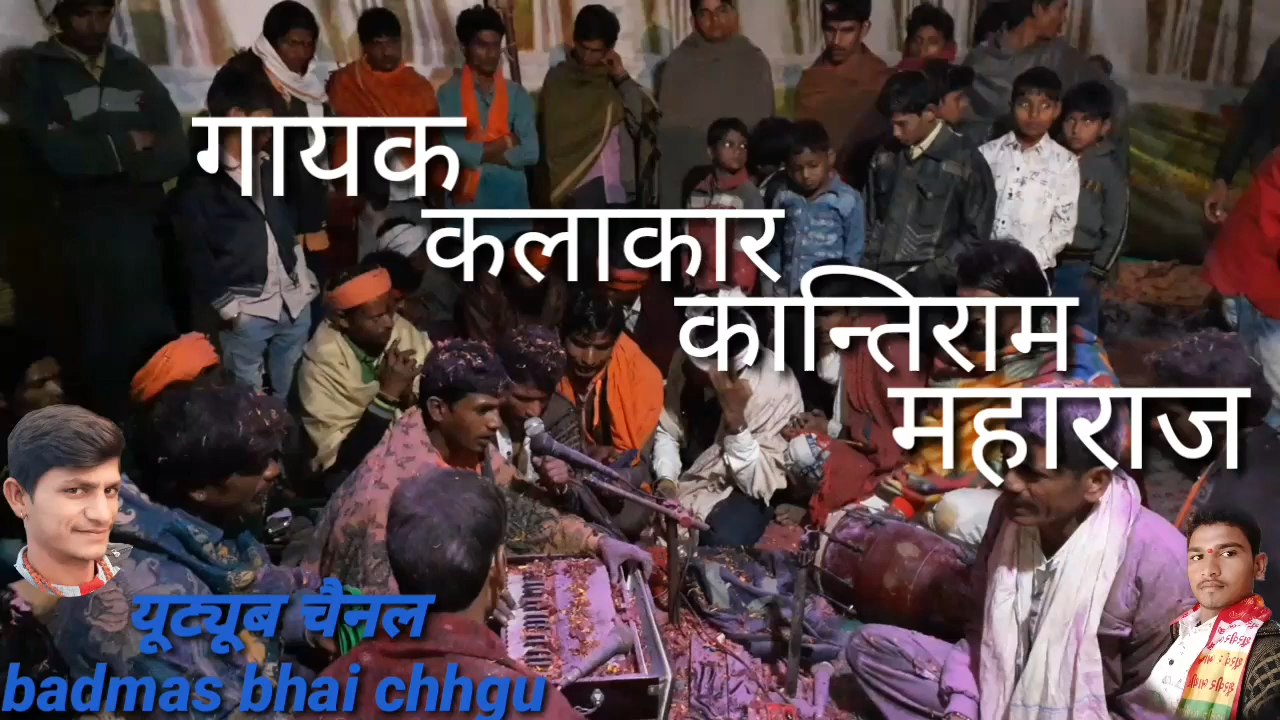 गायक
कलाकार
कान्तिराम
महाराज
यूट्यूब चैनल
badmas bhai chhgu